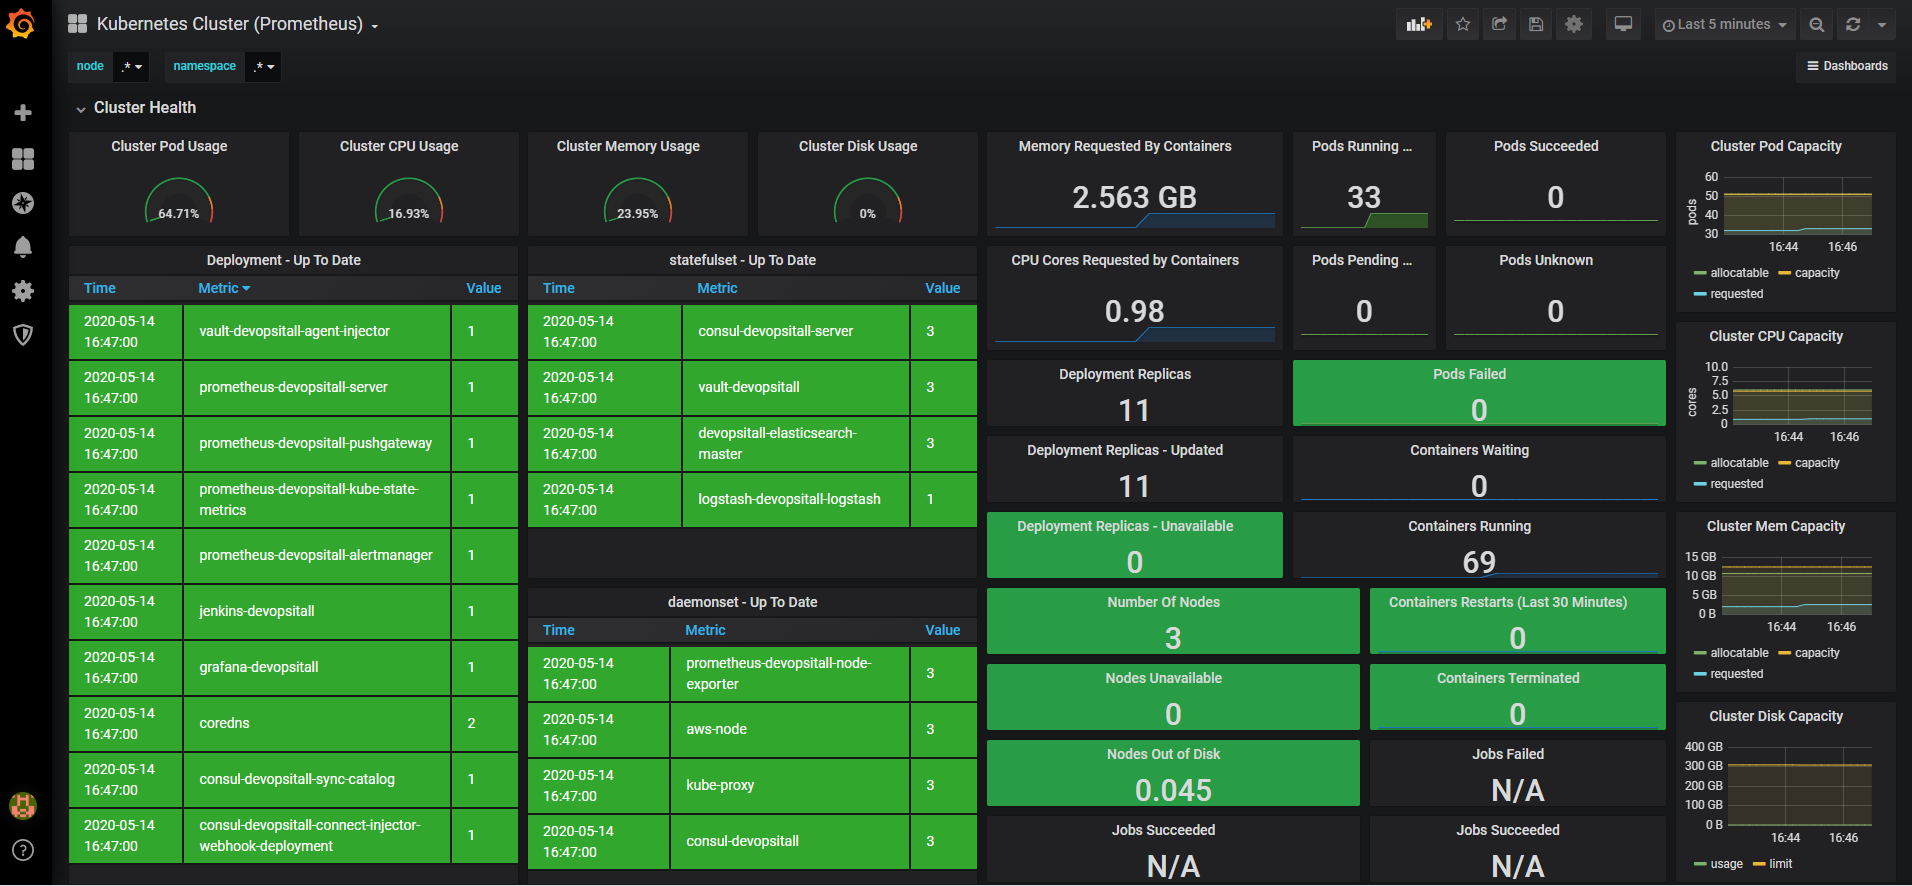 Kubernetes Cluster (Prometheus)
Last 5 minutes
node .*
namespace .*
Dashboards
Cluster Health
Cluster Pod Usage
64.71%
Cluster CPU Usage
16.93%
Cluster Memory Usage
23.95%
Cluster Disk Usage
0%
Deployment - Up To Date
Time Metric Value
2020-05-14 16:47:00 vault-devopsitall-agent-injector 1
2020-05-14 16:47:00 prometheus-devopsitall-server 1
2020-05-14 16:47:00 prometheus-devopsitall-pushgateway 1
2020-05-14 16:47:00 prometheus-devopsitall-kube-state-metrics 1
2020-05-14 16:47:00 prometheus-devopsitall-alertmanager 1
2020-05-14 16:47:00 jenkins-devopsitall 1
2020-05-14 16:47:00 grafana-devopsitall 1
2020-05-14 16:47:00 coredns 2
2020-05-14 16:47:00 consul-devopsitall-sync-catalog 1
2020-05-14 16:47:00 consul-devopsitall-connect-injector-webhook-deployment 1
statefulset - Up To Date
Time Metric Value
2020-05-14 16:47:00 consul-devopsitall-server 3
2020-05-14 16:47:00 vault-devopsitall 3
2020-05-14 16:47:00 devopsitall-elasticsearch-master 3
2020-05-14 16:47:00 logstash-devopsitall-logstash 1
daemonset - Up To Date
Time Metric Value
2020-05-14 16:47:00 prometheus-devopsitall-node-exporter 3
2020-05-14 16:47:00 aws-node 3
2020-05-14 16:47:00 kube-proxy 3
2020-05-14 16:47:00 consul-devopsitall 3
Memory Requested By Containers
2.563 GB
Pods Running ...
33
Pods Succeeded
0
CPU Cores Requested by Containers
0.98
Pods Pending ...
0
Pods Unknown
0
Deployment Replicas
11
Pods Failed
0
Deployment Replicas - Updated
11
Containers Waiting
0
Deployment Replicas - Unavailable
0
Containers Running
69
Number Of Nodes
3
Containers Restarts (Last 30 Minutes)
0
Nodes Unavailable
0
Containers Terminated
0
Nodes Out of Disk
0.045
Jobs Failed
N/A
Jobs Succeeded
N/A
Jobs Succeeded
N/A
Cluster Pod Capacity
pods
60
50
40
30
16:44 16:46
allocatable capacity
requested
Cluster CPU Capacity
cores
10.0
7.5
5.0
2.5
0
16:44 16:46
allocatable capacity
requested
Cluster Mem Capacity
15 GB
10 GB
5 GB
0 B
16:44 16:46
allocatable capacity
requested
Cluster Disk Capacity
400 GB
300 GB
200 GB
100 GB
0 B
16:44 16:46
usage limit